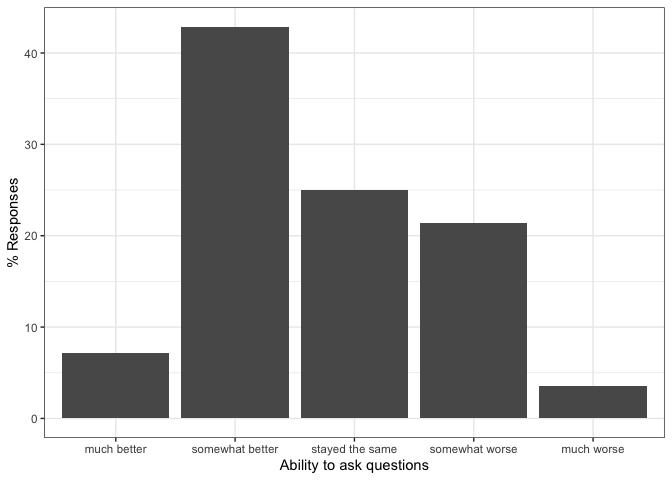 % Responses
40
30
20
10
0
much better
somewhat better
stayed the same
somewhat worse
much worse
Ability to ask questions